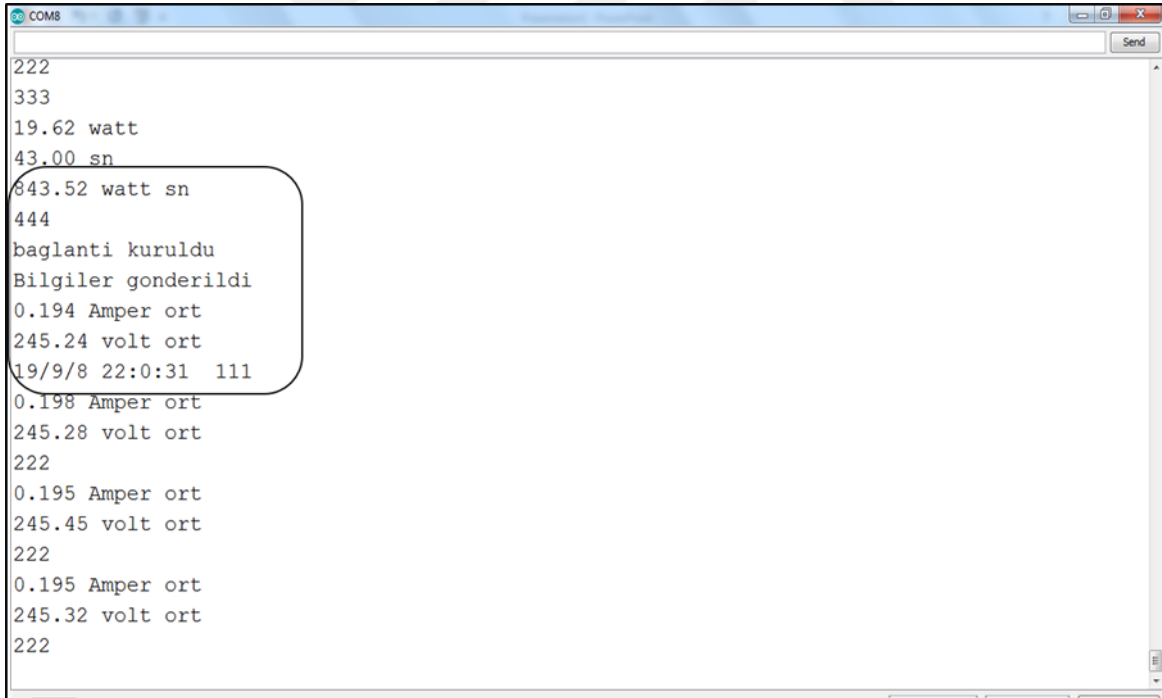 COM8
Send
222
333
19.62 watt
43.00 sn
843.52 watt sn
444
baglanti kuruldu
Bilgiler gonderildi
0.194 Amper ort
245.24 volt ort
19/9/8 22:0:31  111
0.198 Amper ort
245.28 volt ort
222
0.195 Amper ort
245.45 volt ort
222
0.195 Amper ort
245.32 volt ort
222